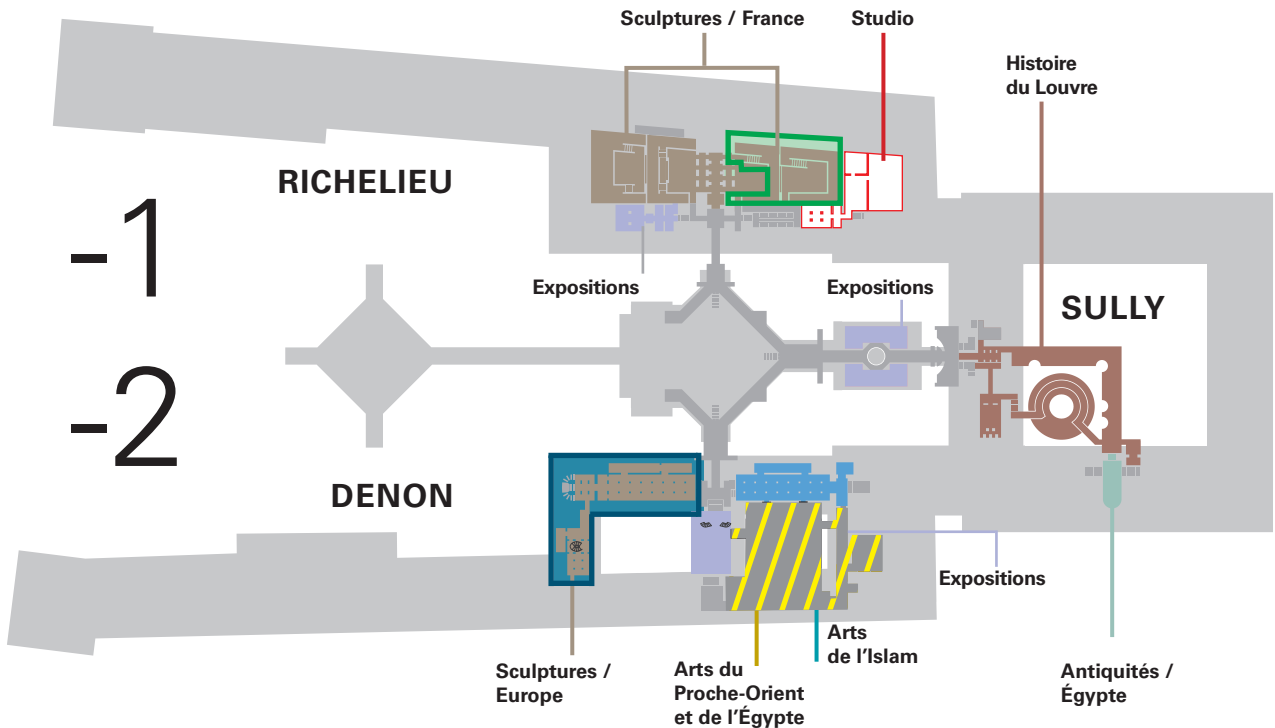 Sculptures / France
Studio
Histoire
du Louvre
RICHELIEU
-1
Expositions
Expositions
SULLY
-2
DENON
Expositions
Sculptures /
Europe
Arts du
Proche-Orient
et de l’Égypte
Arts
de l’Islam
Antiquités /
Égypte